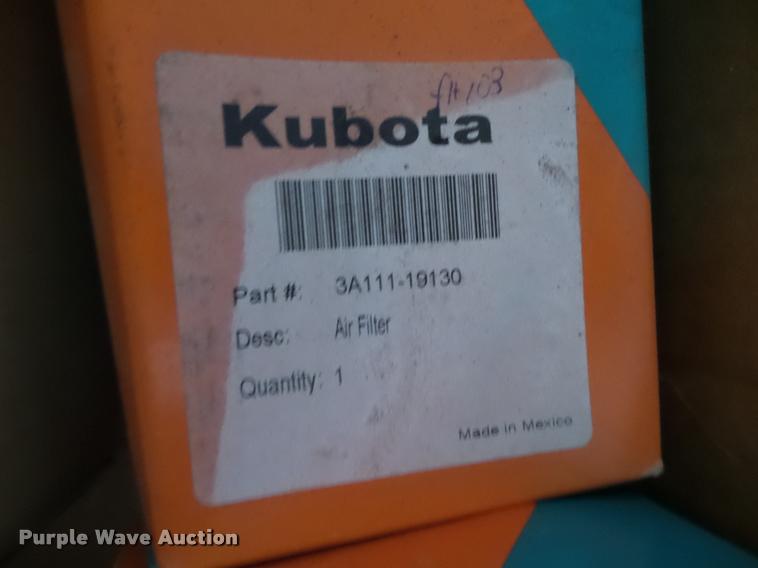 Kubota
Part #: 3A111-19130
Desc: Air Filter
Quantity: 1
Made in Mexico
Purple Wave Auction